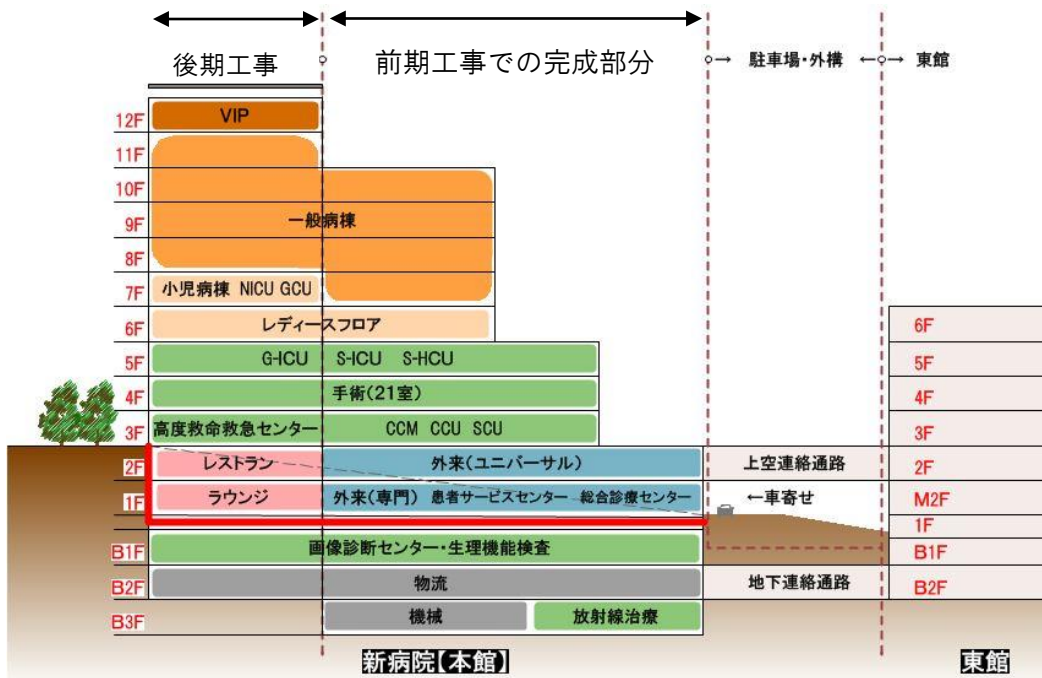 後期工事
前期工事での完成部分
→ 駐車場・外構 ←
→ 東館
12F VIP
11F
10F
9F 一般病棟
8F
7F 小児病棟 NICU GCU
6F レディースフロア 6F
5F G-ICU S-ICU S-HCU 5F
4F 手術(21室) 4F
3F 高度救命救急センター CCM CCU SCU 3F
2F レストラン 外来(ユニバーサル) 上空連絡通路 2F
1F ラウンジ 外来(専門) 患者サービスセンター 総合診療センター ←車寄せ M2F
1F
B1F 画像診断センター・生理機能検査 B1F
B2F 物流 地下連絡通路 B2F
B3F 機械 放射線治療
新病院【本館】 東館